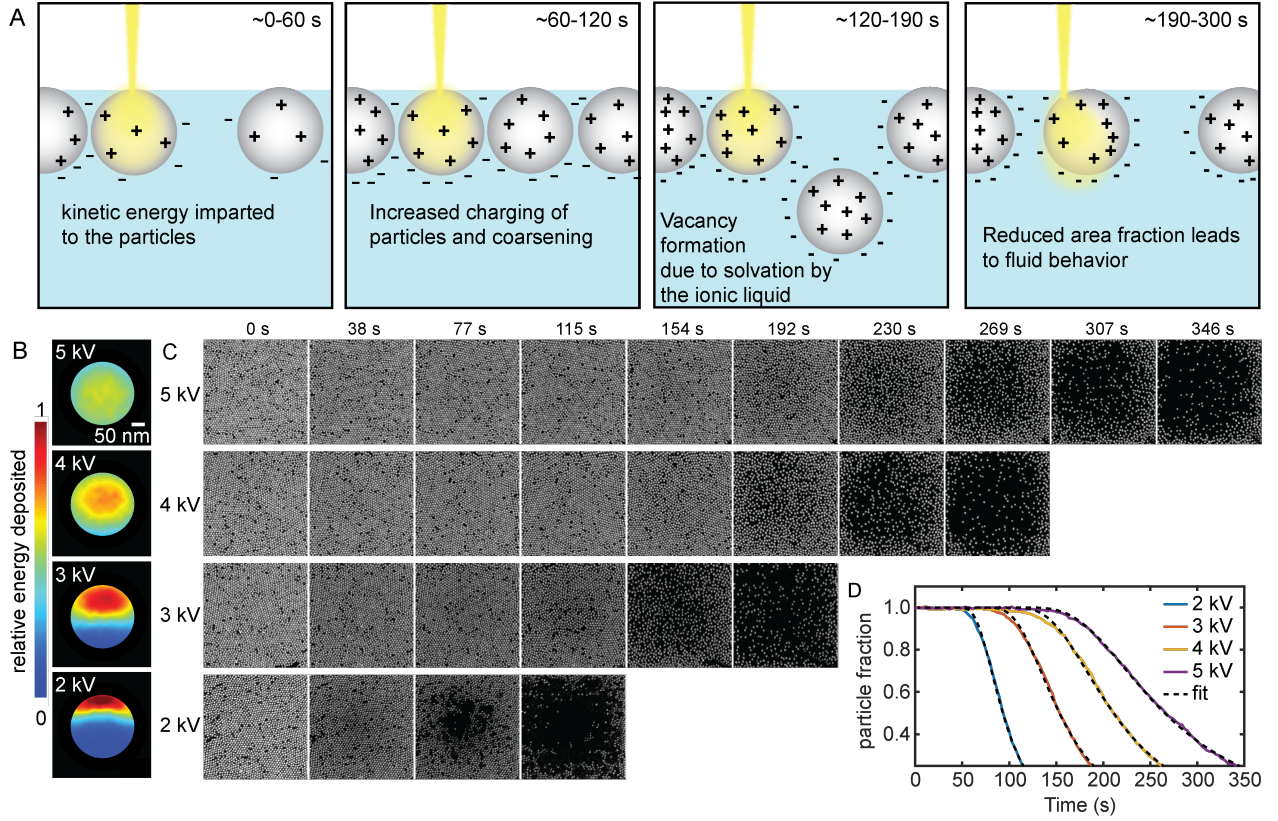 A
~0-60 s
kinetic energy imparted
to the particles
~60-120 s
Increased charging of
particles and coarsening
~120-190 s
Vacancy
formation
due to solvation by
the ionic liquid
~190-300 s
Reduced area fraction leads
to fluid behavior
B
relative energy deposited
1
0
5 kV
50 nm
4 kV
3 kV
2 kV
C
0 s 38 s 77 s 115 s 154 s 192 s 230 s 269 s 307 s 346 s
5 kV
4 kV
3 kV
2 kV
D
particle fraction
1.0
0.8
0.6
0.4
0 50 100 150 200 250 300 350
Time (s)
2 kV
3 kV
4 kV
5 kV
fit